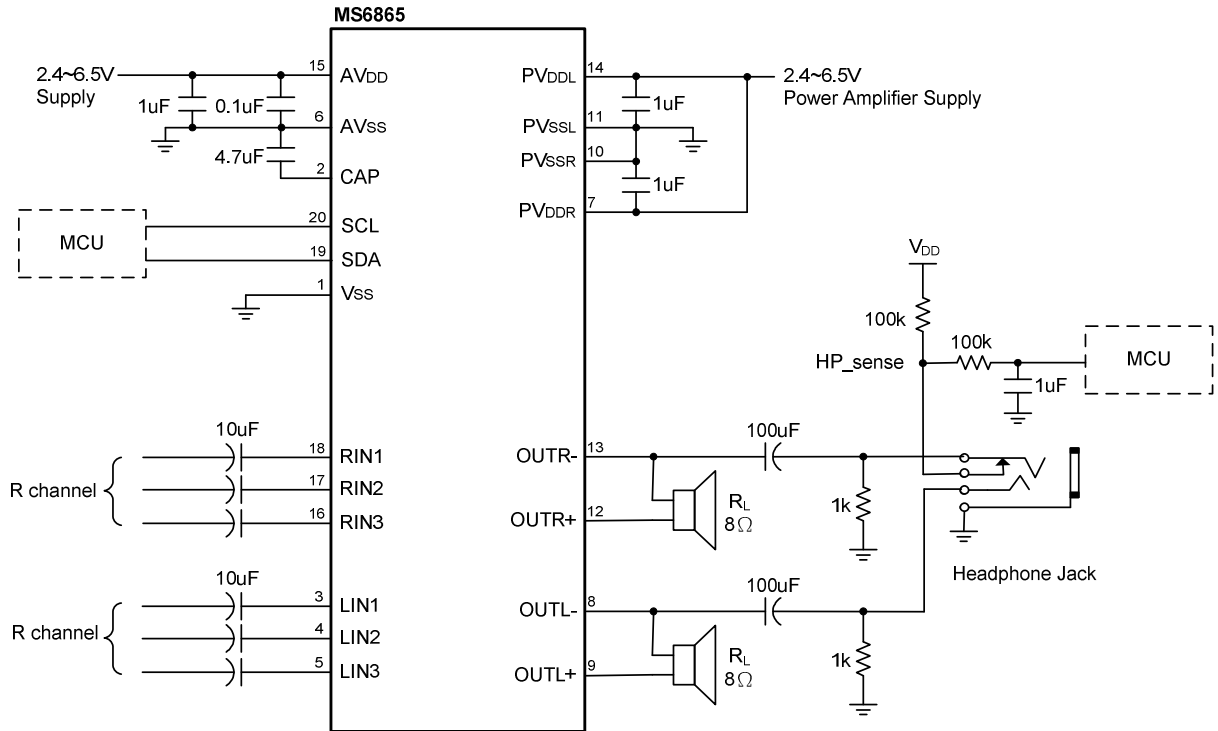 MS6865
2.4~6.5V
Supply
1uF
0.1uF
4.7uF
15
AVDD
6
AVSS
2
CAP
MCU
20
SCL
19
SDA
1
VSS
PVDDL
14
2.4~6.5V
Power Amplifier Supply
1uF
PVSSL
11
PVSSR
10
1uF
PVDDR
7
VDD
100k
100k
HP_sense
MCU
1uF
10uF
R channel
18
RIN1
17
RIN2
16
RIN3
OUTR-
13
100uF
OUTR+
12
RL
8Ω
1k
Headphone Jack
10uF
R channel
3
LIN1
4
LIN2
5
LIN3
OUTL-
8
100uF
OUTL+
9
RL
8Ω
1k